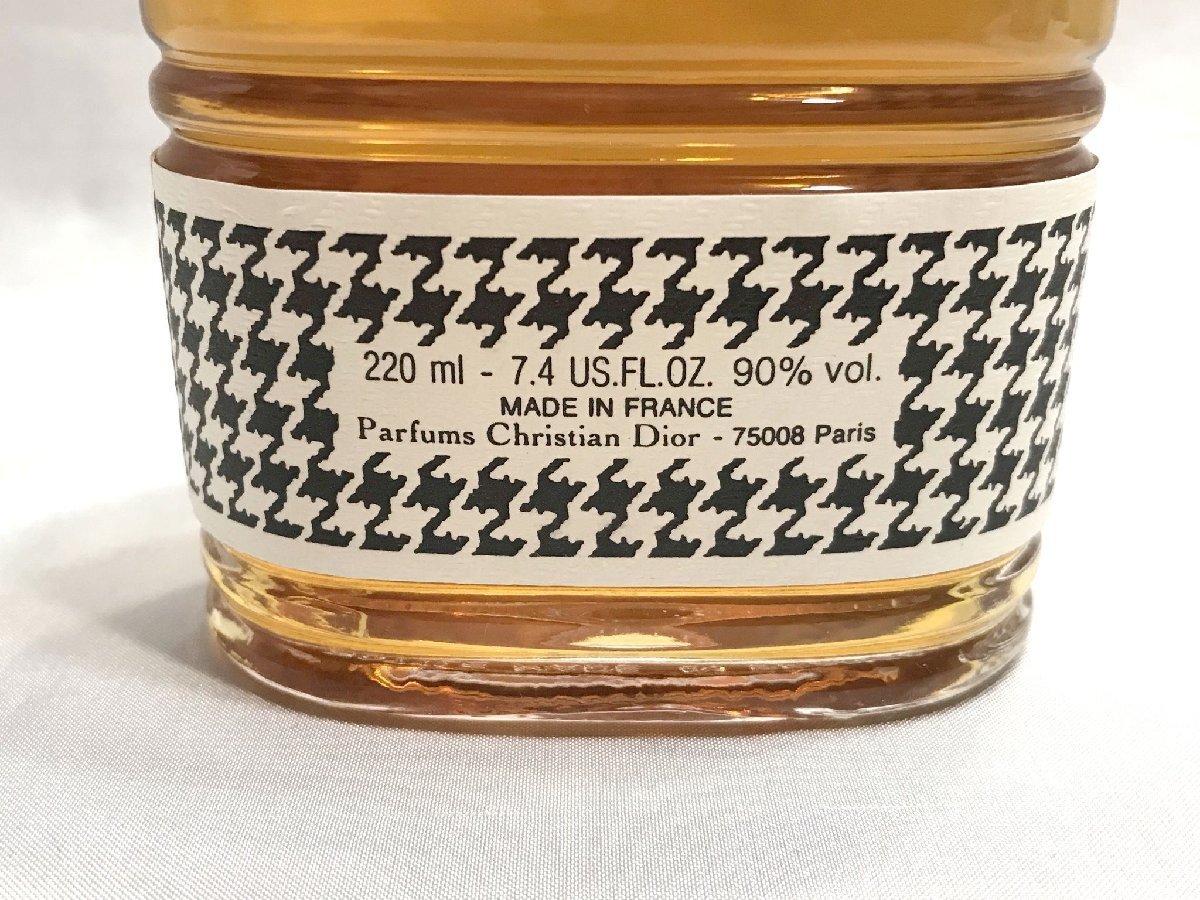 220 ml - 7.4 US.FL.OZ. 90% vol.
MADE IN FRANCE
Parfums Christian Dior - 75008 Paris